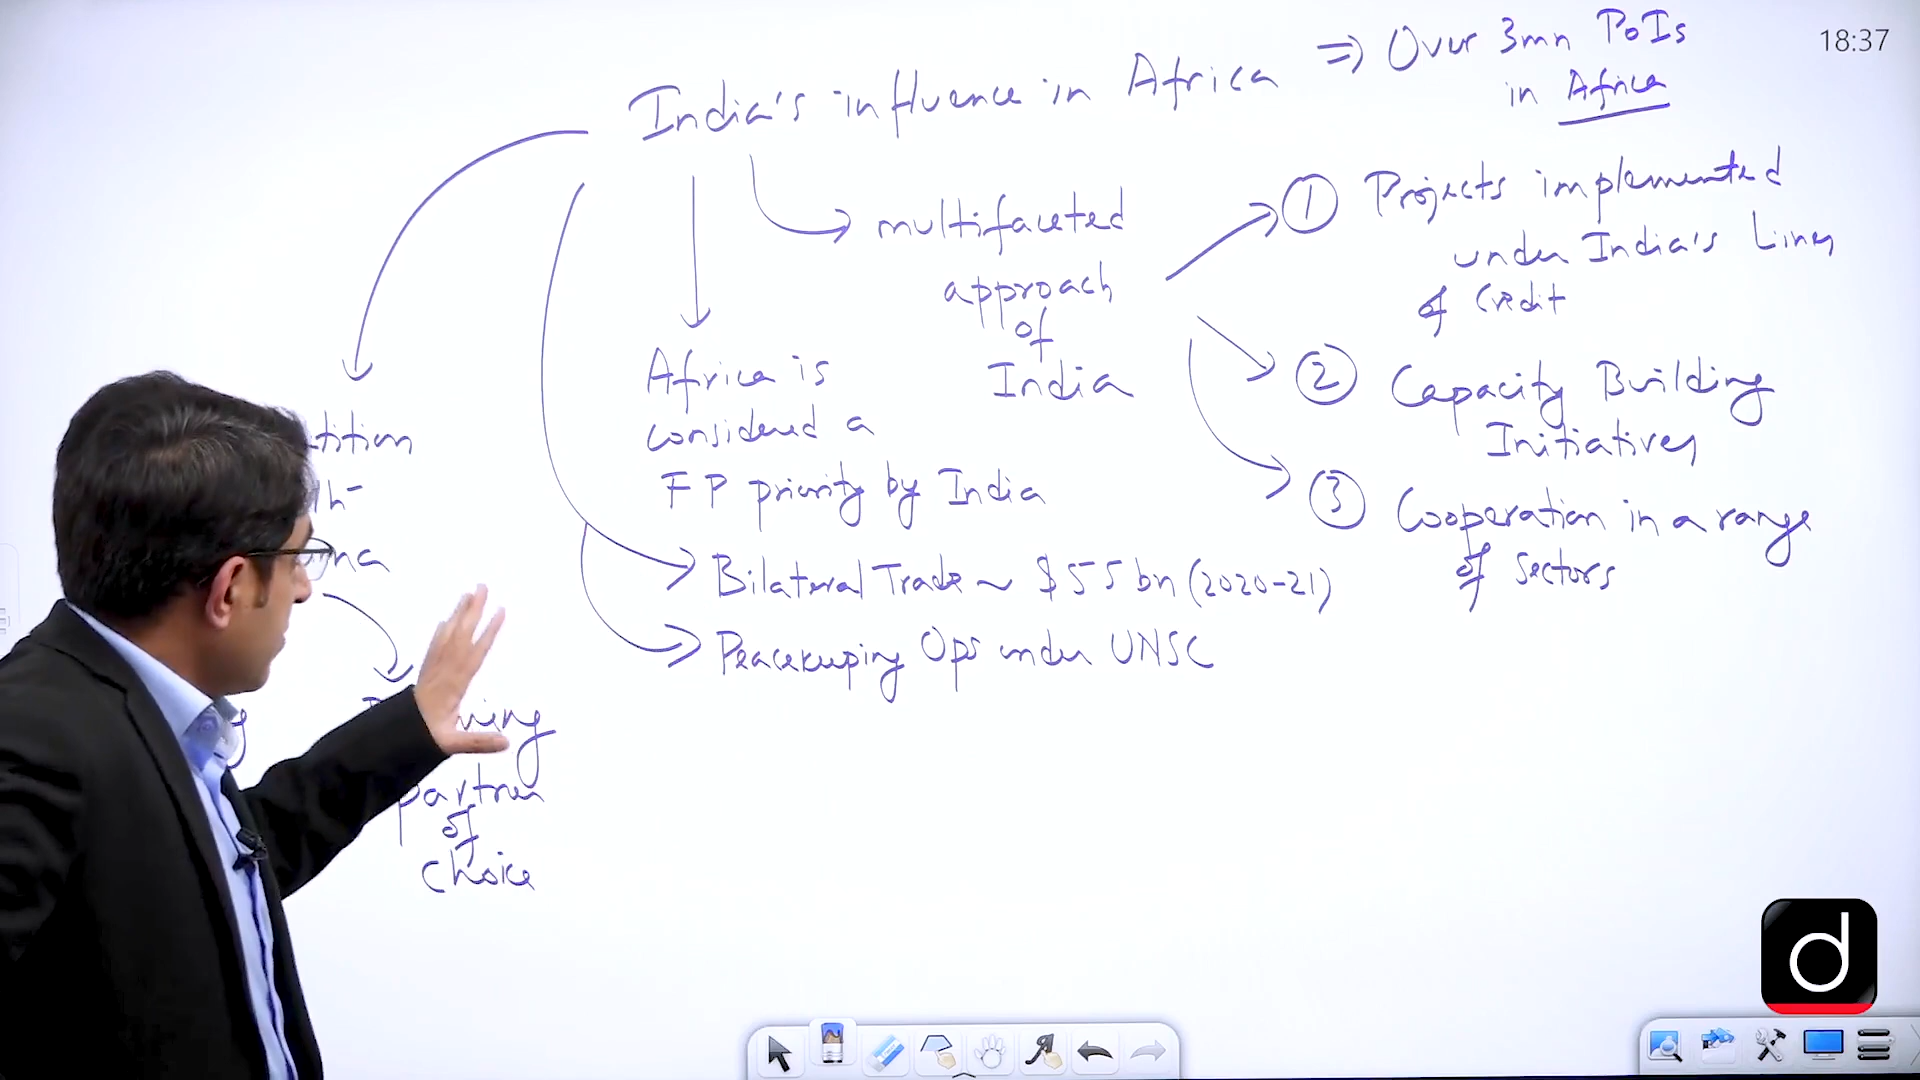 18:37
India's influence in Africa ⇒ Over 3mn PoIs
in Africa
multifaceted
approach
of
India
① Projects implemented
under India's Lines
of Credit
② Capacity Building
Initiatives
③ Cooperation in a range
of sectors
Africa is
considered a
FP priority by India
Bilateral Trade ~ $55 bn (2020-21)
Peacekeeping Ops under UNSC
partner
of
choice
d